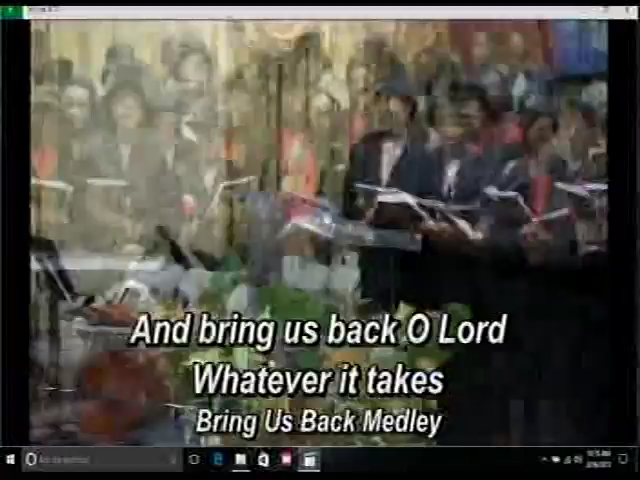 And bring us back O Lord
Whatever it takes
Bring Us Back Medley